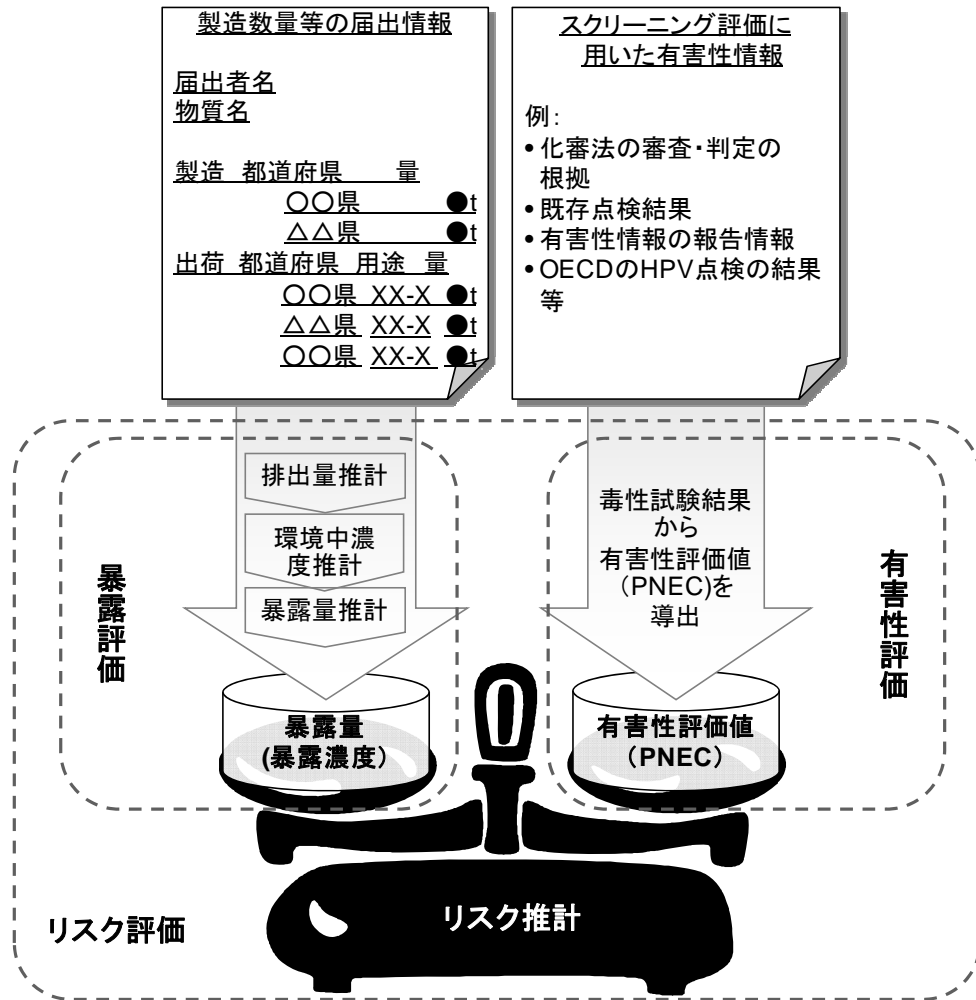 製造数量等の届出情報
届出者名
物質名
製造 都道府県 量
〇〇県 ●t
△△県 ●t
出荷 都道府県 用途 量
〇〇県 XX-X ●t
△△県 XX-X ●t
〇〇県 XX-X ●t
スクリーニング評価に
用いた有害性情報
例：
• 化審法の審査・判定の
根拠
• 既存点検結果
• 有害性情報の報告情報
• OECDのHPV点検の結果
等
排出量推計
環境中濃
度推計
暴露量推計
毒性試験結果
から
有害性評価値
（PNEC)を
導出
暴露評価
有害性評価
暴露量
(暴露濃度）
有害性評価値
（PNEC）
リスク推計
リスク評価